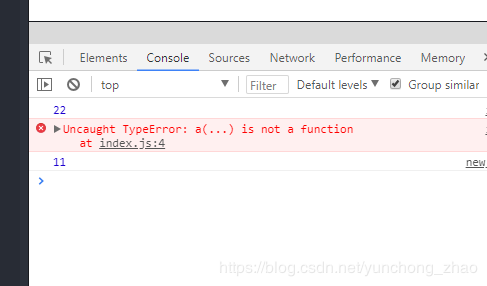 Elements Console Sources Network Performance Memory
top Filter Default levels Group similar
22
Uncaught TypeError: a(...) is not a function
at index.js:4
11 new
https://blog.csdn.net/yunchong_zhao